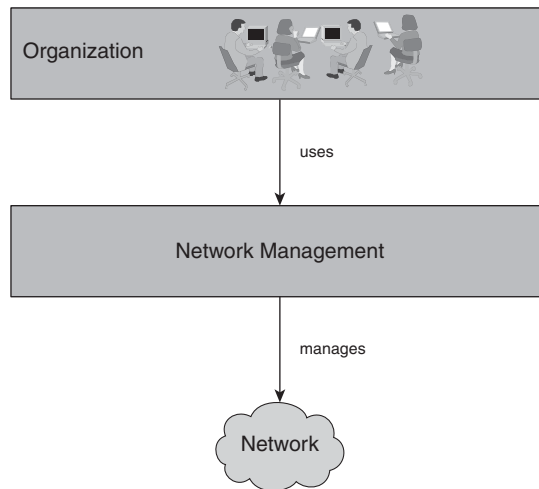 Organization
uses
Network Management
manages
Network